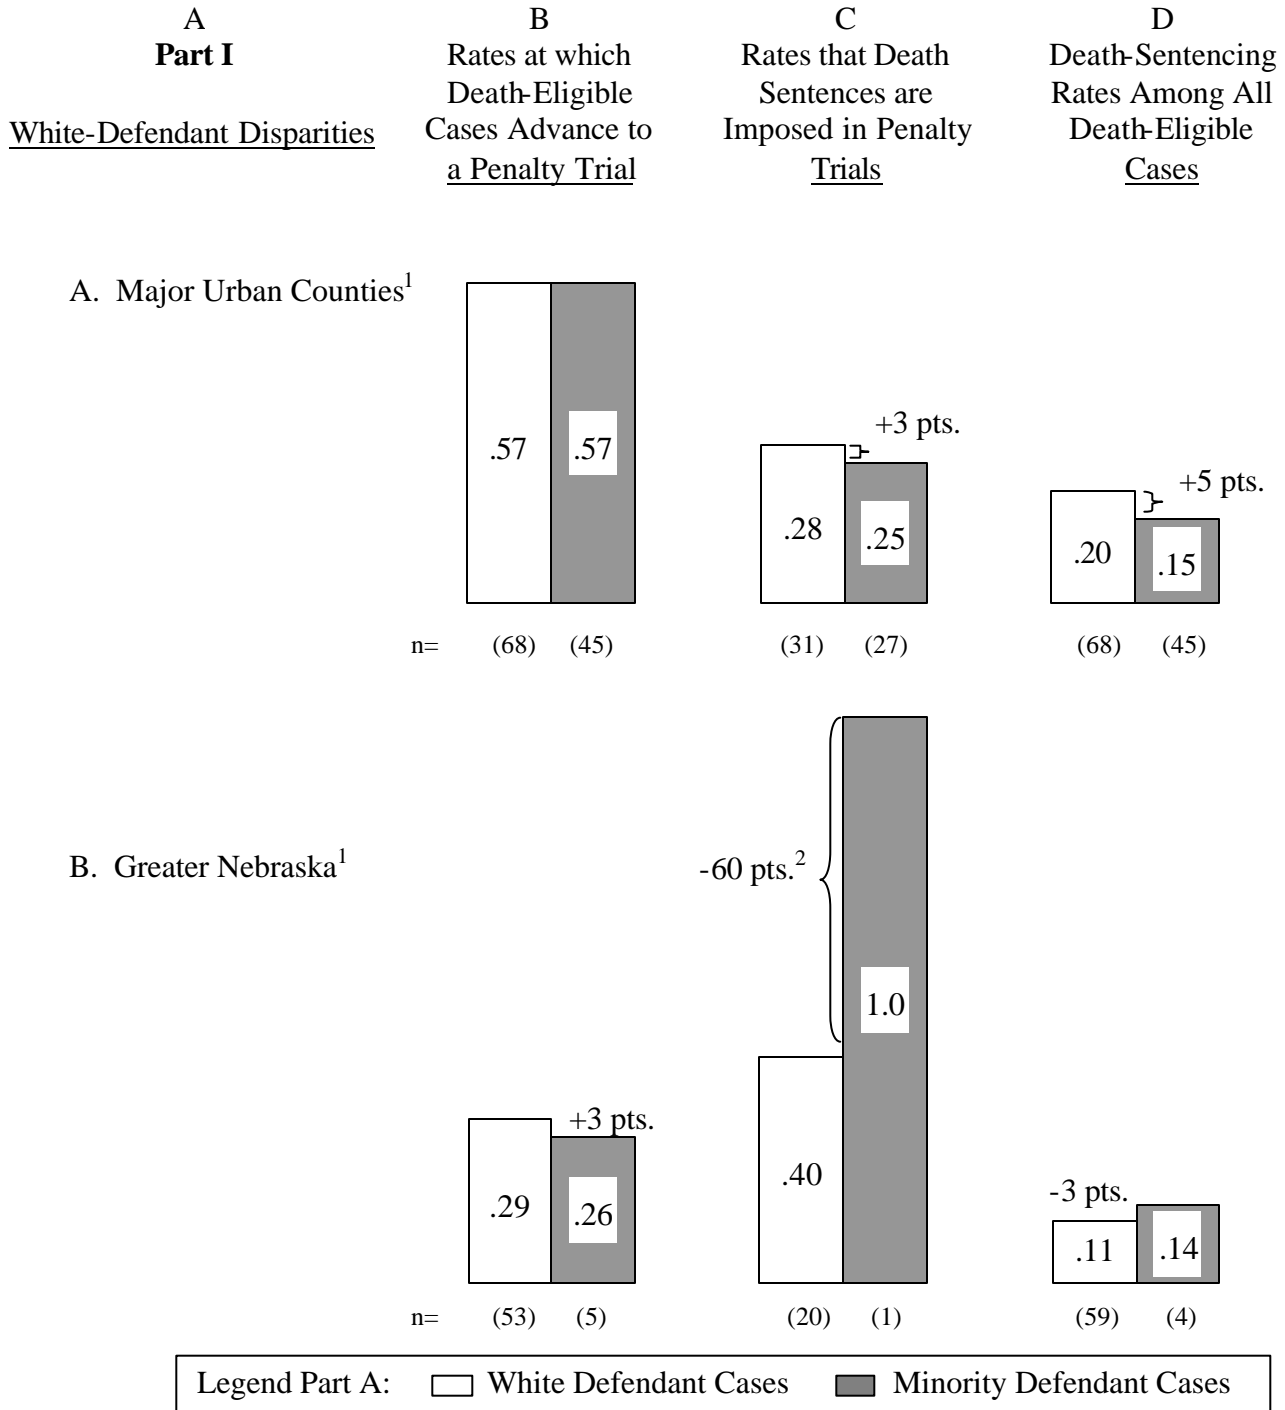 A
Part I
White-Defendant Disparities
B
Rates at which
Death-Eligible
Cases Advance to
a Penalty Trial
C
Rates that Death
Sentences are
Imposed in Penalty
Trials
D
Death-Sentencing
Rates Among All
Death-Eligible
Cases
A. Major Urban Counties¹
.57 .57
+3 pts.
.28 .25
+5 pts.
.20 .15
n= (68) (45) (31) (27) (68) (45)
B. Greater Nebraska¹
+3 pts.
.29 .26
-60 pts.²
.40 1.0
-3 pts.
.11 .14
n= (53) (5) (20) (1) (59) (4)
Legend Part A: White Defendant Cases Minority Defendant Cases